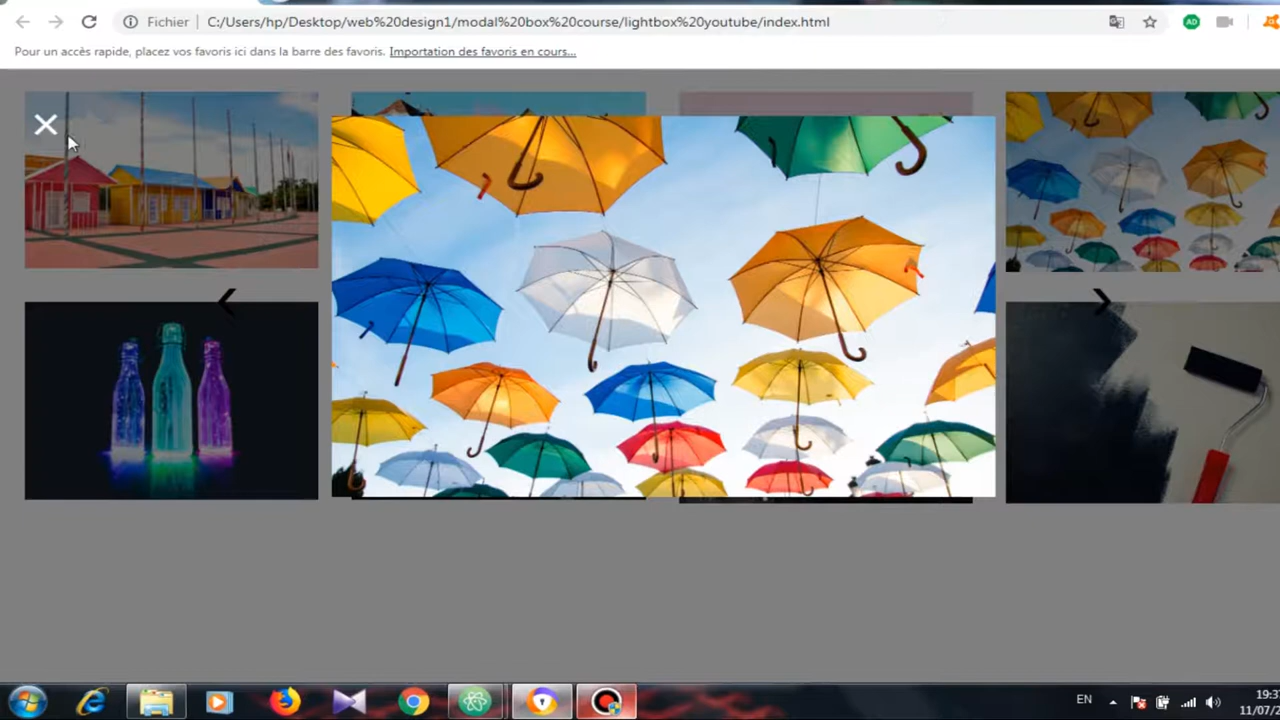 Fichier C:/Users/hp/Desktop/web%20design1/modal%20box%20course/lightbox%20youtube/index.html
Pour un accès rapide, placez vos favoris ici dans la barre des favoris. Importation des favoris en cours...
EN
19:3
11/07/2